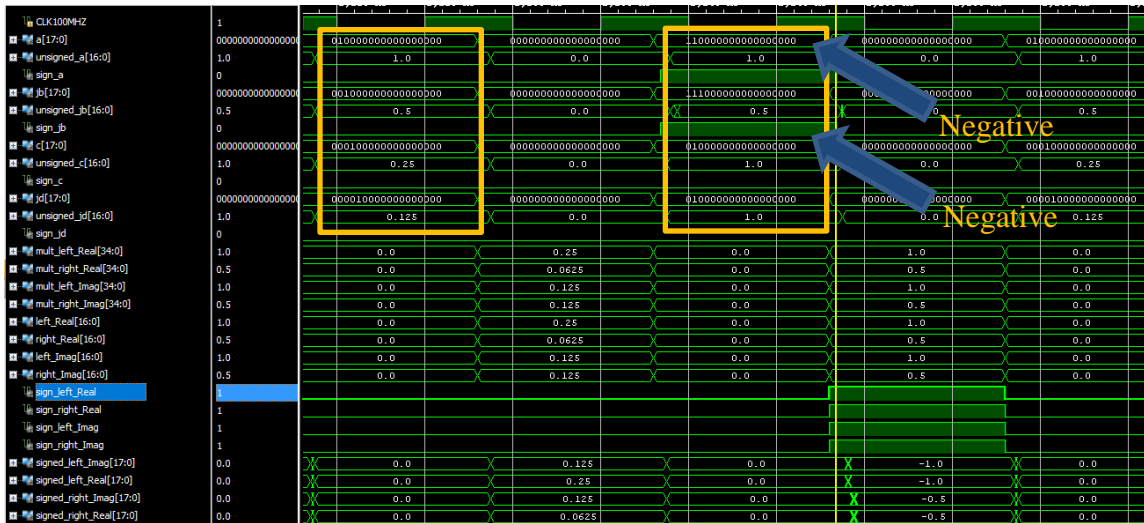 CLK100MHZ 1
a[17:0] 000000000000000000 010000000000000000 000000000000000000 110000000000000000 000000000000000000 010000000000000000
unsigned_a[16:0] 1.0 1.0 0.0 1.0 0.0 1.0
sign_a 0
jb[17:0] 000000000000000000 001000000000000000 000000000000000000 111000000000000000 001000000000000000
unsigned_jb[16:0] 0.5 0.5 0.0 0.5 0.0 0.5
sign_jb 0 Negative
c[17:0] 000000000000000000 000100000000000000 000000000000000000 010000000000000000 000000000000000000 000100000000000000
unsigned_c[16:0] 1.0 0.25 0.0 1.0 0.0 0.25
sign_c 0
jd[17:0] 000000000000000000 000010000000000000 000000000000000000 010000000000000000 000010000000000000
unsigned_jd[16:0] 1.0 0.125 0.0 1.0 0.0 0.125
sign_jd 0 Negative
mult_left_Real[34:0] 1.0 0.0 0.25 0.0 1.0 0.0
mult_right_Real[34:0] 0.5 0.0 0.0625 0.0 0.5 0.0
mult_left_Imag[34:0] 1.0 0.0 0.125 0.0 1.0 0.0
mult_right_Imag[34:0] 0.5 0.0 0.125 0.0 0.5 0.0
left_Real[16:0] 1.0 0.0 0.25 0.0 1.0 0.0
right_Real[16:0] 0.5 0.0 0.0625 0.0 0.5 0.0
left_Imag[16:0] 1.0 0.0 0.125 0.0 1.0 0.0
right_Imag[16:0] 0.5 0.0 0.125 0.0 0.5 0.0
sign_left_Real 1
sign_right_Real 1
sign_left_Imag 1
sign_right_Imag 1
signed_left_Imag[17:0] 0.0 0.0 0.125 0.0 -1.0 0.0
signed_left_Real[17:0] 0.0 0.0 0.25 0.0 -1.0 0.0
signed_right_Imag[17:0] 0.0 0.0 0.125 0.0 -0.5 0.0
signed_right_Real[17:0] 0.0 0.0 0.0625 0.0 -0.5 0.0